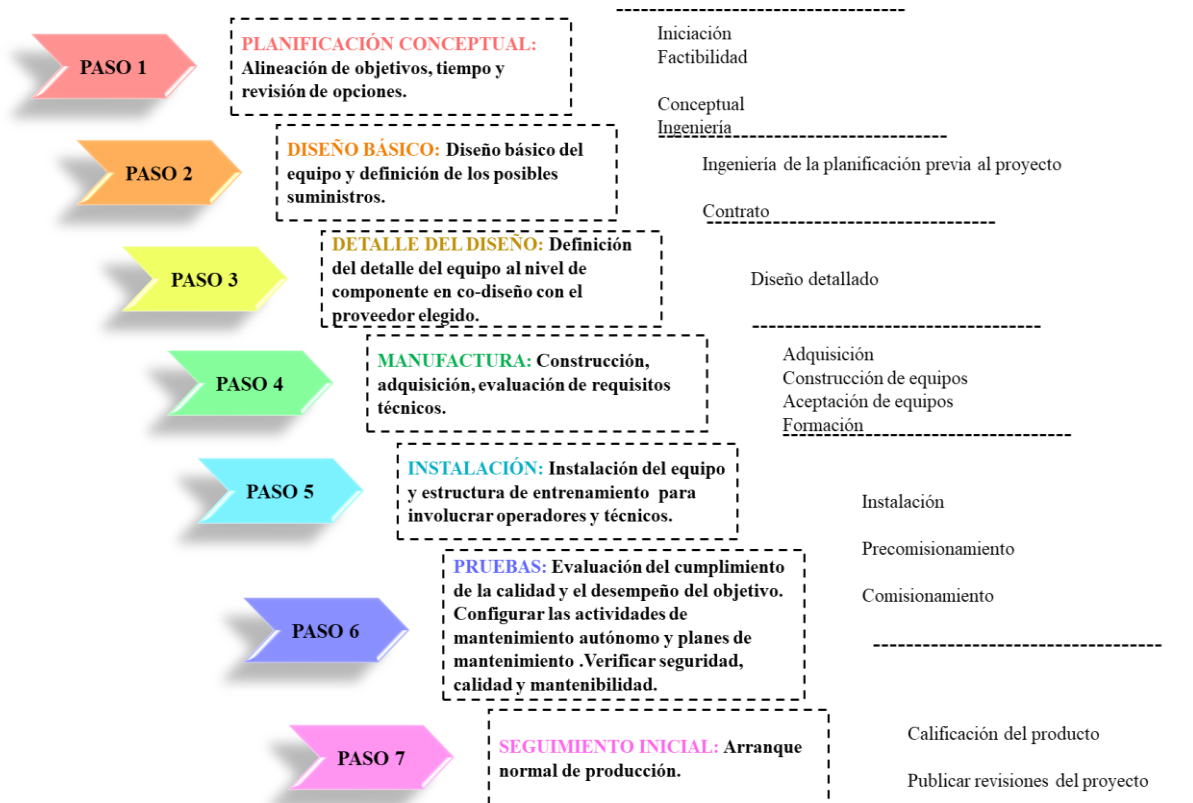 PASO 1
PLANIFICACIÓN CONCEPTUAL:
Alineación de objetivos, tiempo y
revisión de opciones.
Iniciación
Factibilidad
Conceptual
Ingeniería
PASO 2
DISEÑO BÁSICO: Diseño básico del
equipo y definición de los posibles
suministros.
Ingeniería de la planificación previa al proyecto
Contrato
PASO 3
DETALLE DEL DISEÑO: Definición
del detalle del equipo al nivel de
componente en co-diseño con el
proveedor elegido.
Diseño detallado
PASO 4
MANUFACTURA: Construcción,
adquisición, evaluación de requisitos
técnicos.
Adquisición
Construcción de equipos
Aceptación de equipos
Formación
PASO 5
INSTALACIÓN: Instalación del equipo
y estructura de entrenamiento para
involucrar operadores y técnicos.
Instalación
Precomisionamiento
Comisionamiento
PASO 6
PRUEBAS: Evaluación del cumplimiento
de la calidad y el desempeño del objetivo.
Configurar las actividades de
mantenimiento autónomo y planes de
mantenimiento .Verificar seguridad,
calidad y mantenibilidad.
PASO 7
SEGUIMIENTO INICIAL: Arranque
normal de producción.
Calificación del producto
Publicar revisiones del proyecto